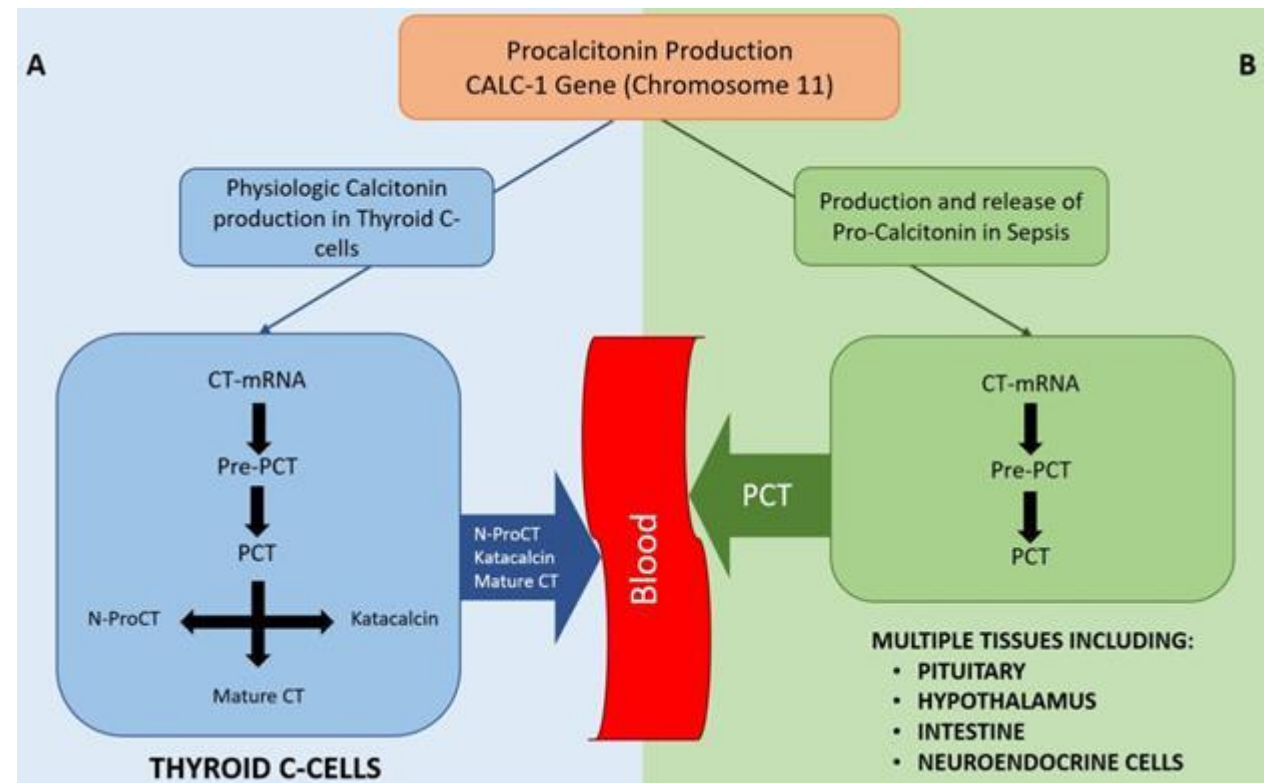 A
Procalcitonin Production
CALC-1 Gene (Chromosome 11)
B
Physiologic Calcitonin
production in Thyroid C-
cells
Production and release of
Pro-Calcitonin in Sepsis
CT-mRNA
Pre-PCT
PCT
N-ProCT
Katacalcin
Mature CT
THYROID C-CELLS
N-ProCT
Katacalcin
Mature CT
Blood
PCT
CT-mRNA
Pre-PCT
PCT
MULTIPLE TISSUES INCLUDING:
• PITUITARY
• HYPOTHALAMUS
• INTESTINE
• NEUROENDOCRINE CELLS